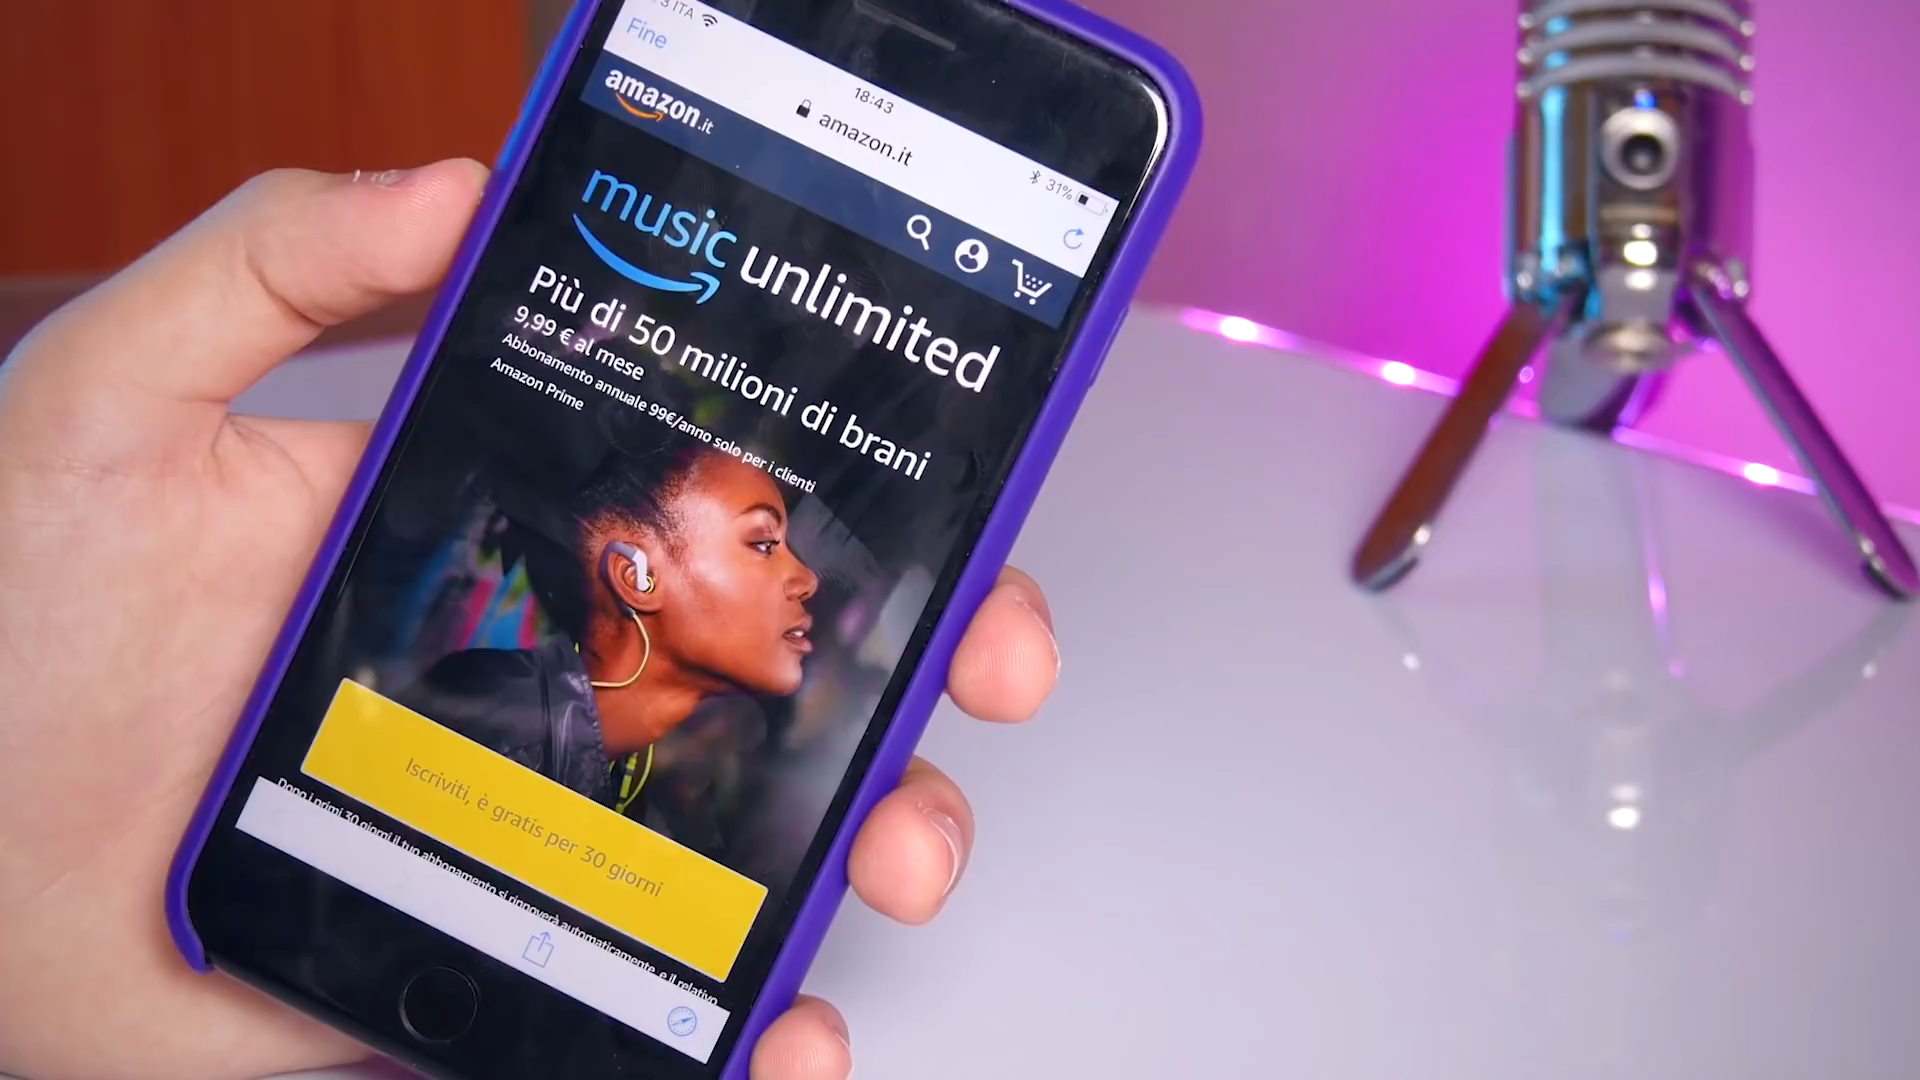 3 ITA
18:43
31%
Fine
amazon.it
amazon.it
music unlimited
Più di 50 milioni di brani
9,99 € al mese
Abbonamento annuale 99€/anno solo per i clienti
Amazon Prime
Iscriviti, è gratis per 30 giorni
Dopo i primi 30 giorni il tuo abbonamento si rinnoverà automaticamente, e il relativo